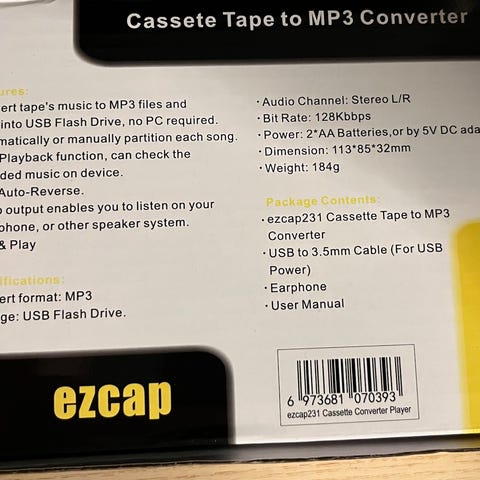 Cassete Tape to MP3 Converter
ures:
ert tape's music to MP3 files and
into USB Flash Drive, no PC required.
matically or manually partition each song.
Playback function, can check the
ded music on device.
Auto-Reverse.
output enables you to listen on your
phone, or other speaker system.
& Play
ifications:
ert format: MP3
ge: USB Flash Drive.
· Audio Channel: Stereo L/R
· Bit Rate: 128Kbbps
· Power: 2*AA Batteries,or by 5V DC ada
· Dimension: 113*85*32mm
· Weight: 184g
Package Contents:
· ezcap231 Cassette Tape to MP3
Converter
· USB to 3.5mm Cable (For USB
Power)
· Earphone
· User Manual
ezcap
6 973681 070393
ezcap231 Cassette Converter Player